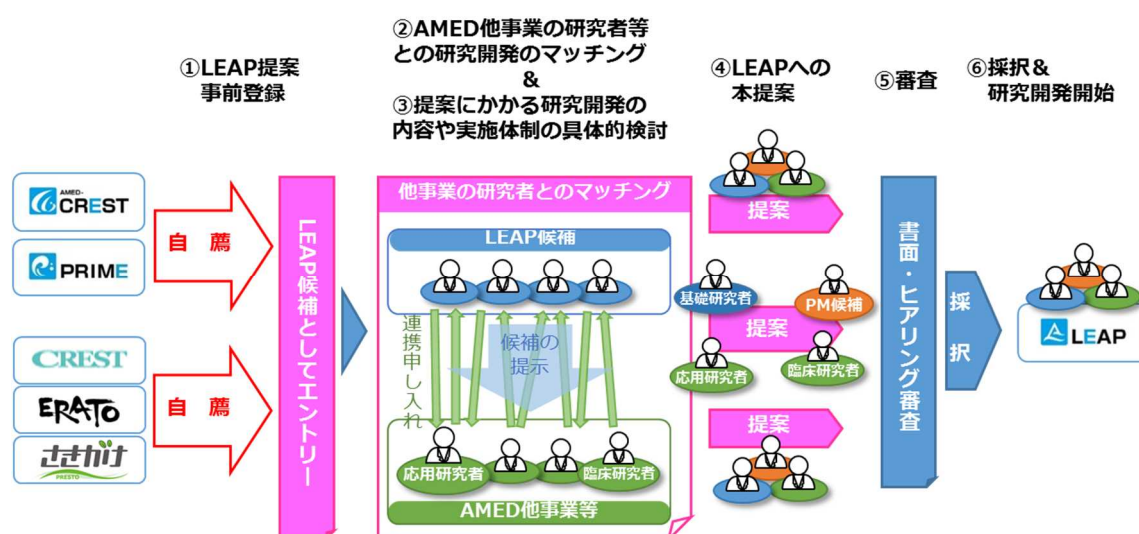 ①LEAP提案
事前登録
②AMED他事業の研究者等
との研究開発のマッチング
&
③提案にかかる研究開発の
内容や実施体制の具体的検討
④LEAPへの
本提案
⑤審査
⑥採択&
研究開発開始
AMED-
CREST
PRIME
自 薦
CREST
ERATO
さきがけ
PRESTO
自 薦
LEAP候補としてエントリー
他事業の研究者とのマッチング
LEAP候補
連携申し入れ
候補の
提示
応用研究者
臨床研究者
AMED他事業等
提案
基礎研究者
PM候補
提案
応用研究者
臨床研究者
提案
書面・ヒアリング審査
採択
LEAP